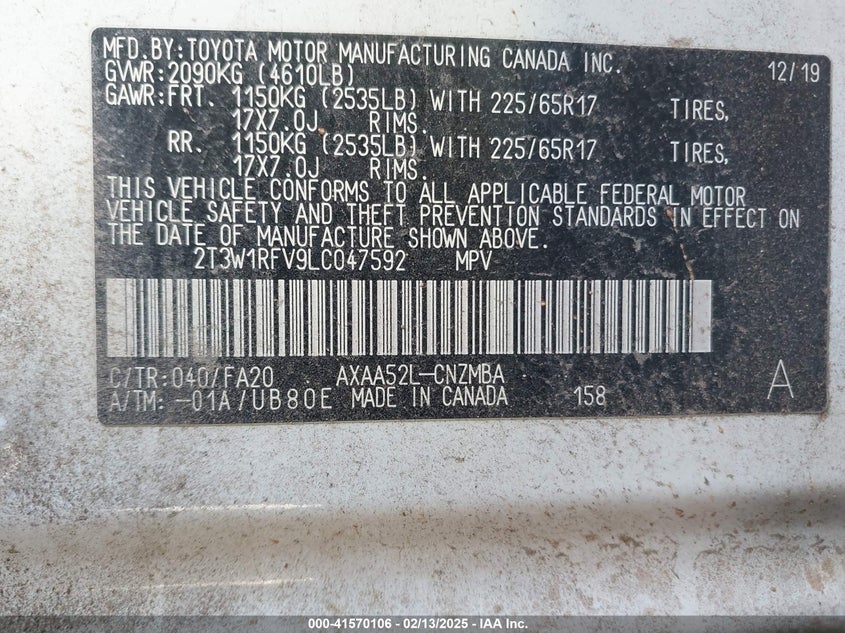 MFD.BY:TOYOTA MOTOR MANUFACTURING CANADA INC. 12/19
GVWR:2090KG (4610LB)
GAWR:FRT. 1150KG (2535LB) WITH 225/65R17 TIRES,
17X7.0J RIMS.
RR. 1150KG (2535LB) WITH 225/65R17 TIRES,
17X7.0J RIMS.
THIS VEHICLE CONFORMS TO ALL APPLICABLE FEDERAL MOTOR
VEHICLE SAFETY AND THEFT PREVENTION STANDARDS IN EFFECT ON
THE DATE OF MANUFACTURE SHOWN ABOVE.
2T3W1RFV9LC047592 MPV
C/TR:040/FA20 AXAA52L-CNZMBA A
A/TM:-01A/UB80E MADE IN CANADA 158
000-41570106 - 02/13/2025 - IAA Inc.